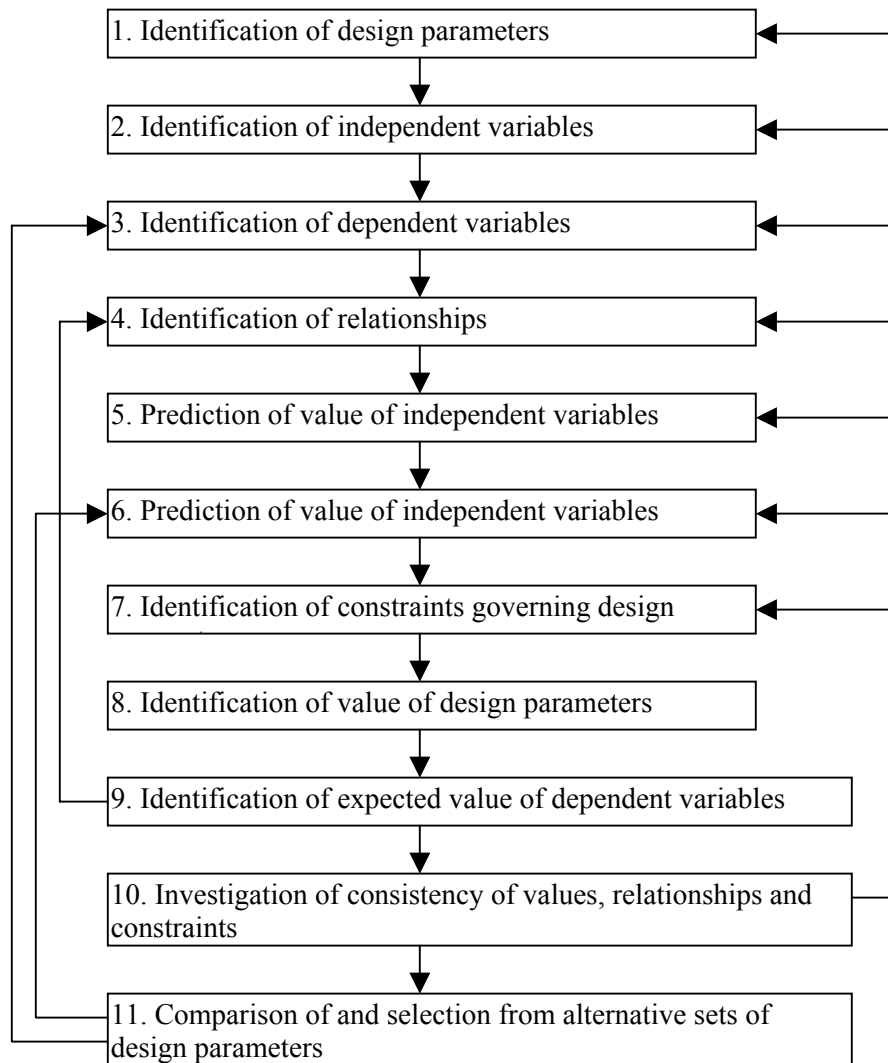 1. Identification of design parameters
2. Identification of independent variables
3. Identification of dependent variables
4. Identification of relationships
5. Prediction of value of independent variables
6. Prediction of value of independent variables
7. Identification of constraints governing design
8. Identification of value of design parameters
9. Identification of expected value of dependent variables
10. Investigation of consistency of values, relationships and
constraints
11. Comparison of and selection from alternative sets of
design parameters